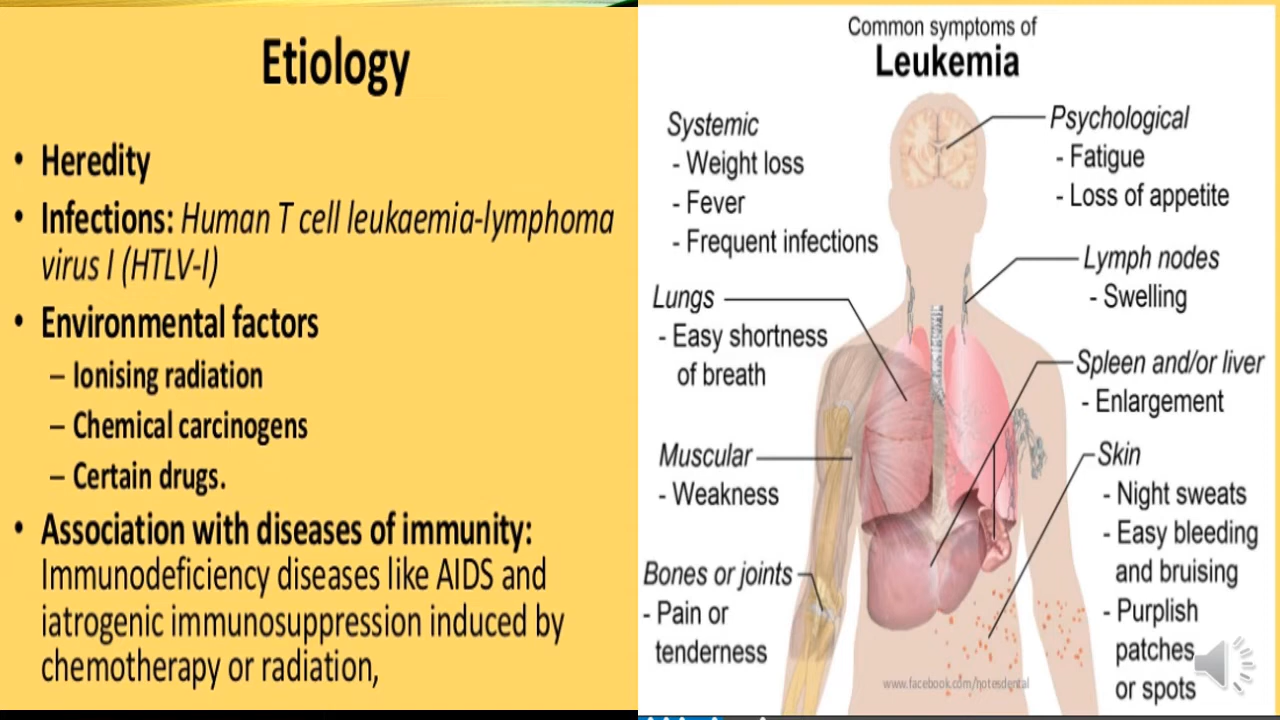 Etiology
• Heredity
• Infections: Human T cell leukaemia-lymphoma
virus I (HTLV-I)
• Environmental factors
– Ionising radiation
– Chemical carcinogens
– Certain drugs.
• Association with diseases of immunity:
Immunodeficiency diseases like AIDS and
iatrogenic immunosuppression induced by
chemotherapy or radiation,
Common symptoms of
Leukemia
Systemic
- Weight loss
- Fever
- Frequent infections
Lungs
- Easy shortness
of breath
Muscular
- Weakness
Bones or joints
- Pain or
tenderness
Psychological
- Fatigue
- Loss of appetite
Lymph nodes
- Swelling
Spleen and/or liver
- Enlargement
Skin
- Night sweats
- Easy bleeding
and bruising
- Purplish
patches
or spots
www.facebook.com/notesdental